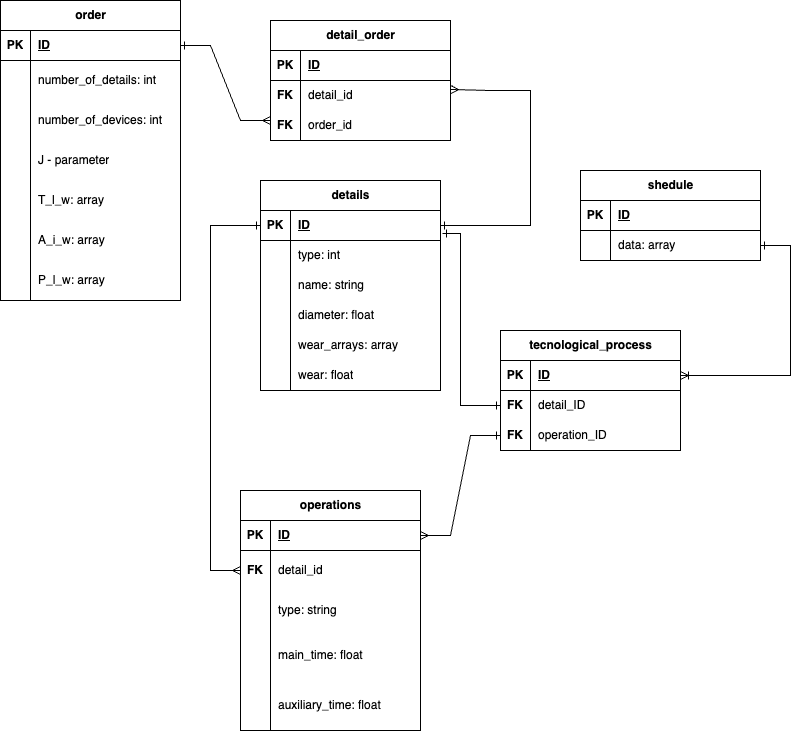 order
PK ID
number_of_details: int
number_of_devices: int
J - parameter
T_l_w: array
A_i_w: array
P_l_w: array
detail_order
PK ID
FK detail_id
FK order_id
details
PK ID
type: int
name: string
diameter: float
wear_arrays: array
wear: float
shedule
PK ID
data: array
tecnological_process
PK ID
FK detail_ID
FK operation_ID
operations
PK ID
FK detail_id
type: string
main_time: float
auxiliary_time: float